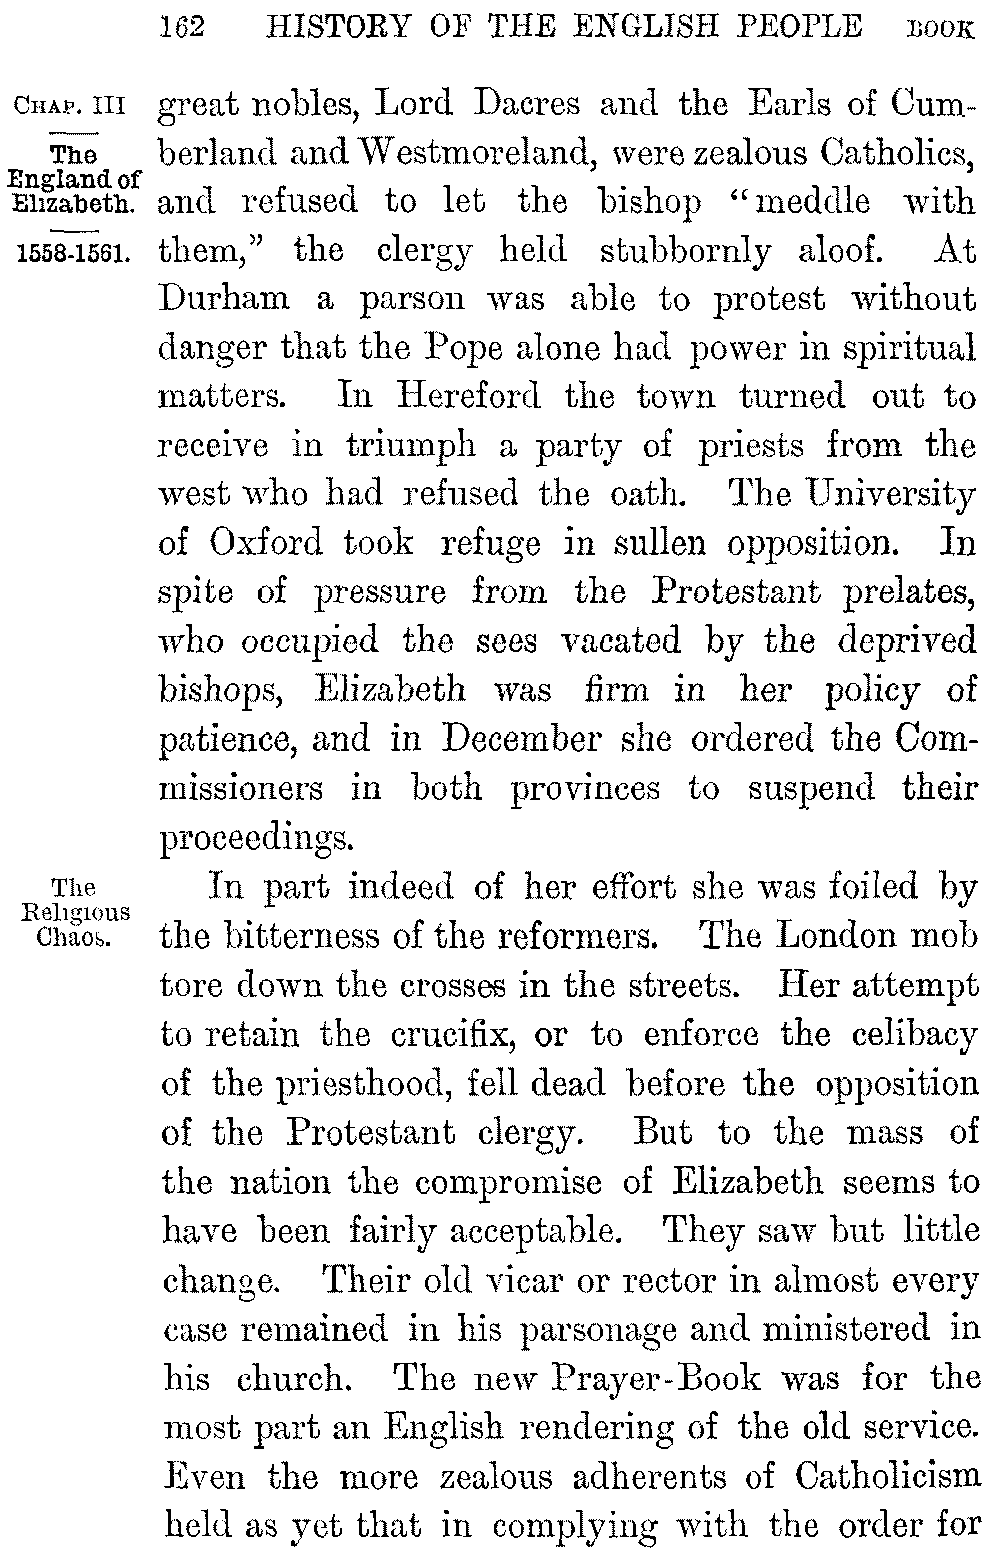 162 HISTORY OF THE ENGLISH PEOPLE BOOK
CHAP. III
The
England of
Elizabeth.
1558-1561.
great nobles, Lord Dacres and the Earls of Cum-
berland and Westmoreland, were zealous Catholics,
and refused to let the bishop “meddle with
them,” the clergy held stubbornly aloof. At
Durham a parson was able to protest without
danger that the Pope alone had power in spiritual
matters. In Hereford the town turned out to
receive in triumph a party of priests from the
west who had refused the oath. The University
of Oxford took refuge in sullen opposition. In
spite of pressure from the Protestant prelates,
who occupied the sees vacated by the deprived
bishops, Elizabeth was firm in her policy of
patience, and in December she ordered the Com-
missioners in both provinces to suspend their
proceedings.
The
Religious
Chaos.
In part indeed of her effort she was foiled by
the bitterness of the reformers. The London mob
tore down the crosses in the streets. Her attempt
to retain the crucifix, or to enforce the celibacy
of the priesthood, fell dead before the opposition
of the Protestant clergy. But to the mass of
the nation the compromise of Elizabeth seems to
have been fairly acceptable. They saw but little
change. Their old vicar or rector in almost every
case remained in his parsonage and ministered in
his church. The new Prayer-Book was for the
most part an English rendering of the old service.
Even the more zealous adherents of Catholicism
held as yet that in complying with the order for